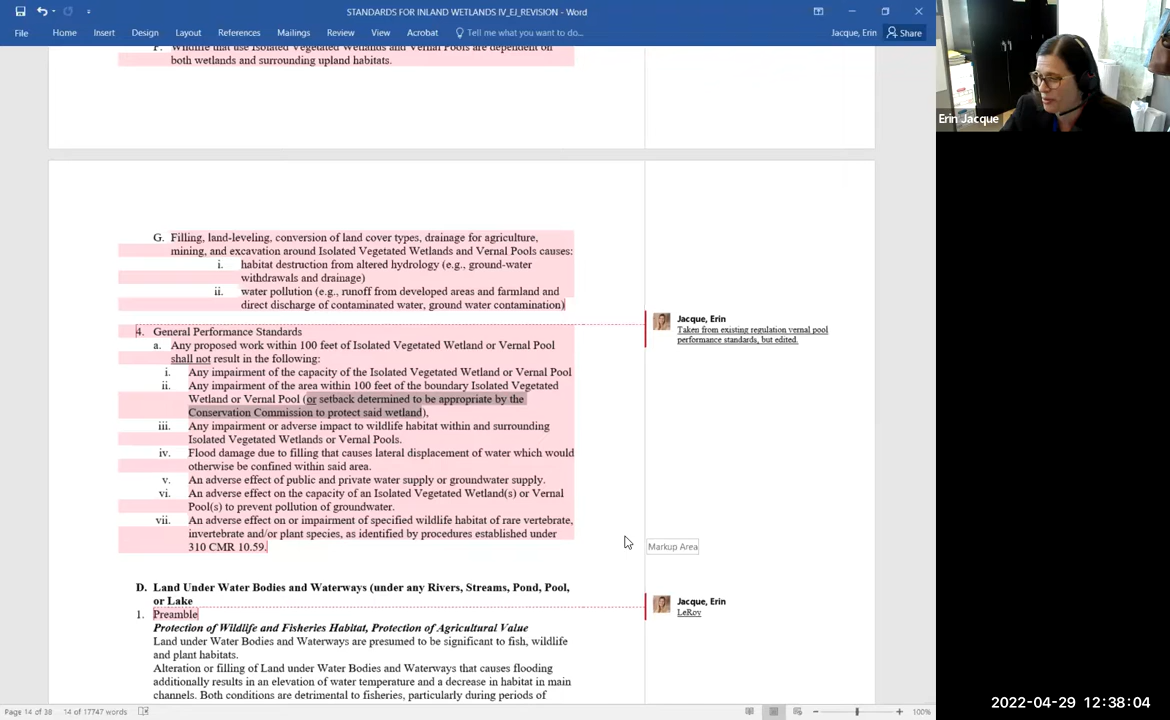 STANDARDS FOR INLAND WETLANDS IV_EJ_REVISION - Word
File Home Insert Design Layout References Mailings Review View Acrobat Tell me what you want to do... Jacque, Erin Share
F. Wildlife that use Isolated Vegetated Wetlands and Vernal Pools are dependent on
both wetlands and surrounding upland habitats.
Erin Jacque
G. Filling, land-leveling, conversion of land cover types, drainage for agriculture,
mining, and excavation around Isolated Vegetated Wetlands and Vernal Pools causes:
i. habitat destruction from altered hydrology (e.g., ground-water
withdrawals and drainage)
ii. water pollution (e.g., runoff from developed areas and farmland and
direct discharge of contaminated water, ground water contamination)
4. General Performance Standards
a. Any proposed work within 100 feet of Isolated Vegetated Wetland or Vernal Pool
shall not result in the following:
i. Any impairment of the capacity of the Isolated Vegetated Wetland or Vernal Pool
ii. Any impairment of the area within 100 feet of the boundary Isolated Vegetated
Wetland or Vernal Pool (or setback determined to be appropriate by the
Conservation Commission to protect said wetland),
iii. Any impairment or adverse impact to wildlife habitat within and surrounding
Isolated Vegetated Wetlands or Vernal Pools.
iv. Flood damage due to filling that causes lateral displacement of water which would
otherwise be confined within said area.
v. An adverse effect of public and private water supply or groundwater supply.
vi. An adverse effect on the capacity of an Isolated Vegetated Wetland(s) or Vernal
Pool(s) to prevent pollution of groundwater.
vii. An adverse effect on or impairment of specified wildlife habitat of rare vertebrate,
invertebrate and/or plant species, as identified by procedures established under
310 CMR 10.59.
Jacque, Erin
Taken from existing regulation vernal pool
performance standards, but edited.
Markup Area
D. Land Under Water Bodies and Waterways (under any Rivers, Streams, Pond, Pool,
or Lake
1. Preamble
Protection of Wildlife and Fisheries Habitat, Protection of Agricultural Value
Land under Water Bodies and Waterways are presumed to be significant to fish, wildlife
and plant habitats.
Alteration or filling of Land under Water Bodies and Waterways that causes flooding
additionally results in an elevation of water temperature and a decrease in habitat in main
channels. Both conditions are detrimental to fisheries, particularly during periods of
Jacque, Erin
LeRoy
Page 14 of 38 14 of 17747 words 100%
2022-04-29 12:38:04